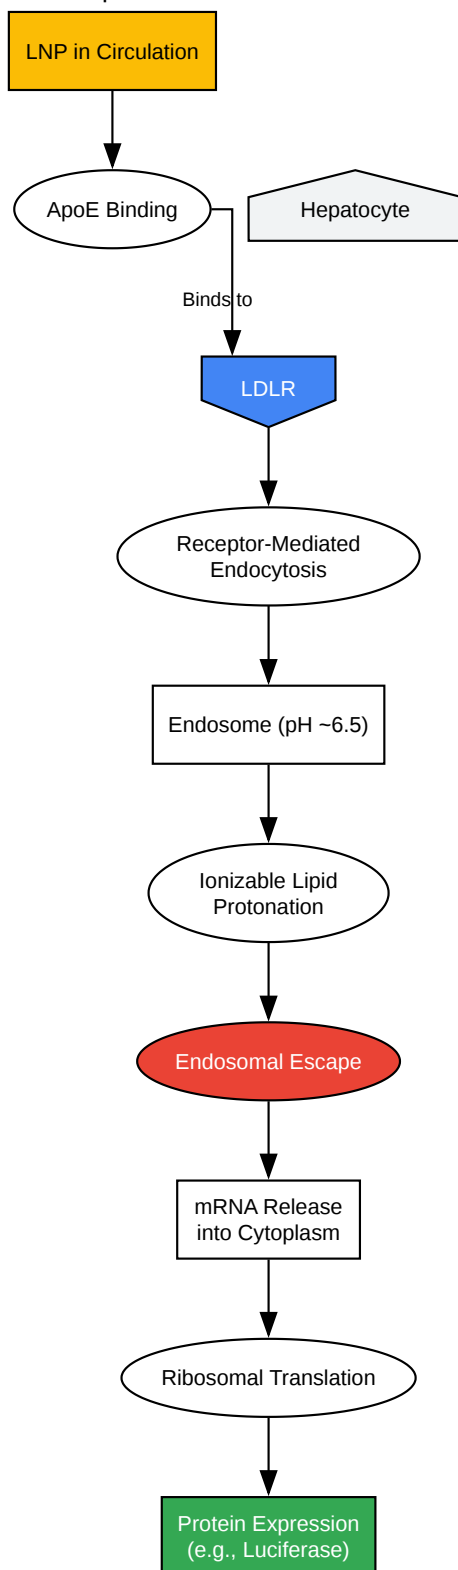 LNP in Circulation
ApoE Binding
Hepatocyte
Binds to
LDLR
Receptor-Mediated
Endocytosis
Endosome (pH ~6.5)
Ionizable Lipid
Protonation
Endosomal Escape
mRNA Release
into Cytoplasm
Ribosomal Translation
Protein Expression
(e.g., Luciferase)